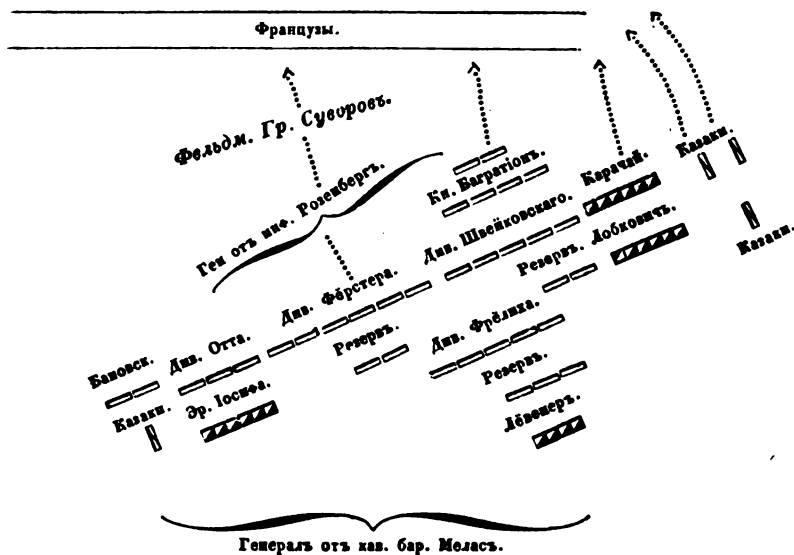 Французы.
Фельдм. Гр. Суворовъ.
Ген отъ инф. Розенбергъ.
Кн. Багратіонъ.
Карачай.
Казаки.
Див. Швейковскаго.
Резервъ.
Лобковичъ.
Казаки.
Див. Фёрстера.
Резервъ.
Див. Фрёлиха.
Бановск.
Див. Отта.
Резервъ.
Казаки.
Эр. Іосифа.
Лёвенеръ.
Генералъ отъ кав. бар. Меласъ.